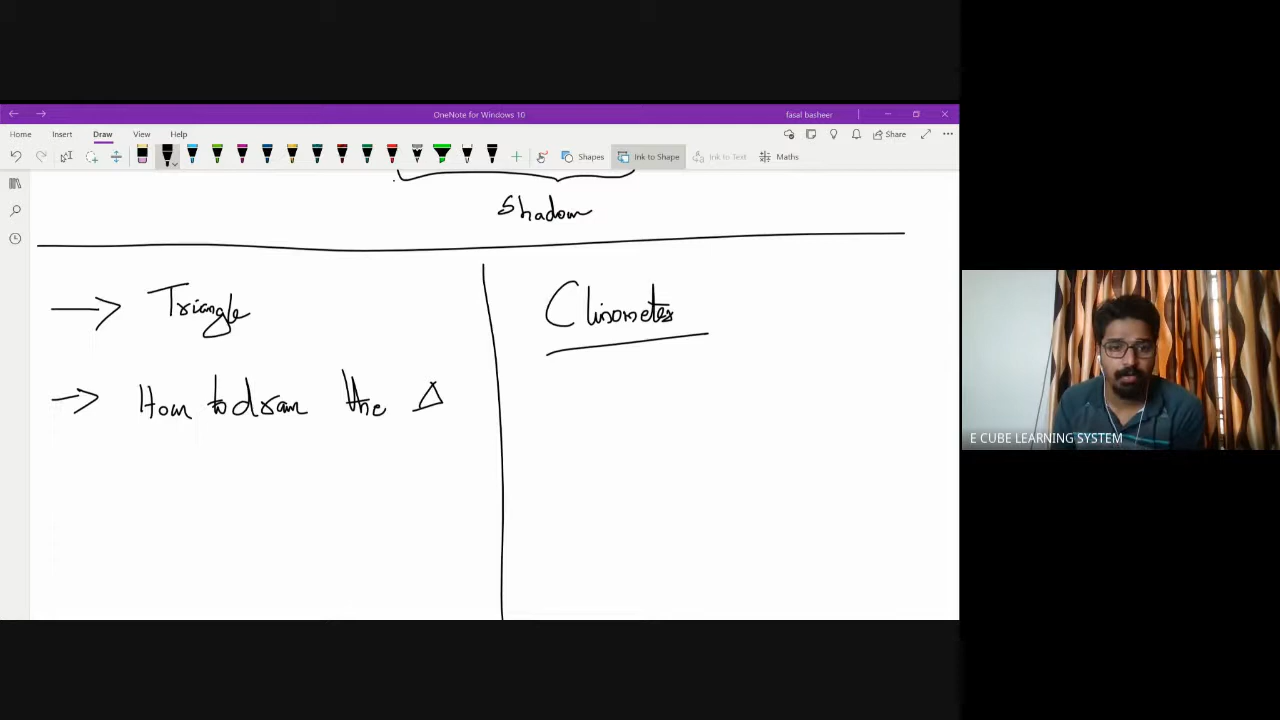 OneNote for Windows 10
fasal basheer
Home Insert Draw View Help
Share
Shapes Ink to Shape Ink to Text Maths
Shadow
Triangle
Clinometer
How to draw the Δ
E CUBE LEARNING SYSTEM